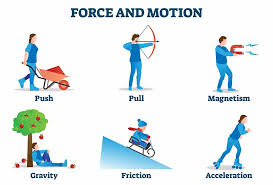 FORCE AND MOTION
Push
Pull
Magnetism
Gravity
Friction
Acceleration